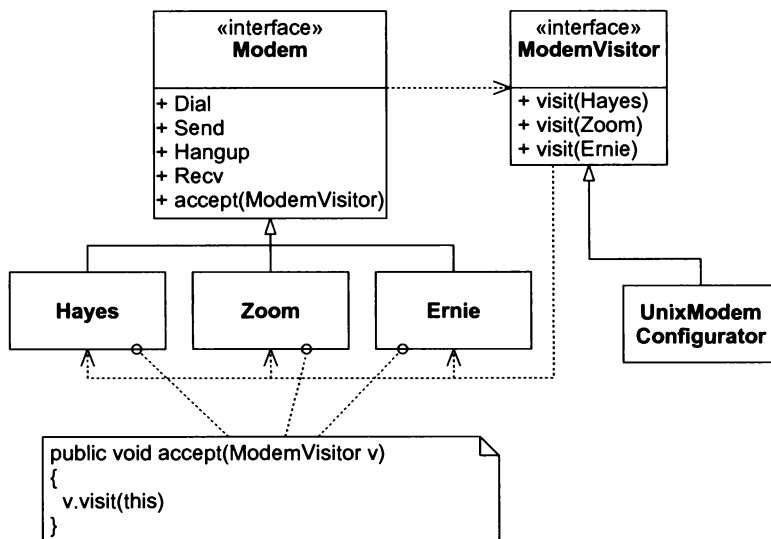 «interface»
Modem
+ Dial
+ Send
+ Hangup
+ Recv
+ accept(ModemVisitor)
«interface»
ModemVisitor
+ visit(Hayes)
+ visit(Zoom)
+ visit(Ernie)
Hayes
Zoom
Ernie
UnixModem
Configurator
public void accept(ModemVisitor v)
{
v.visit(this)
}